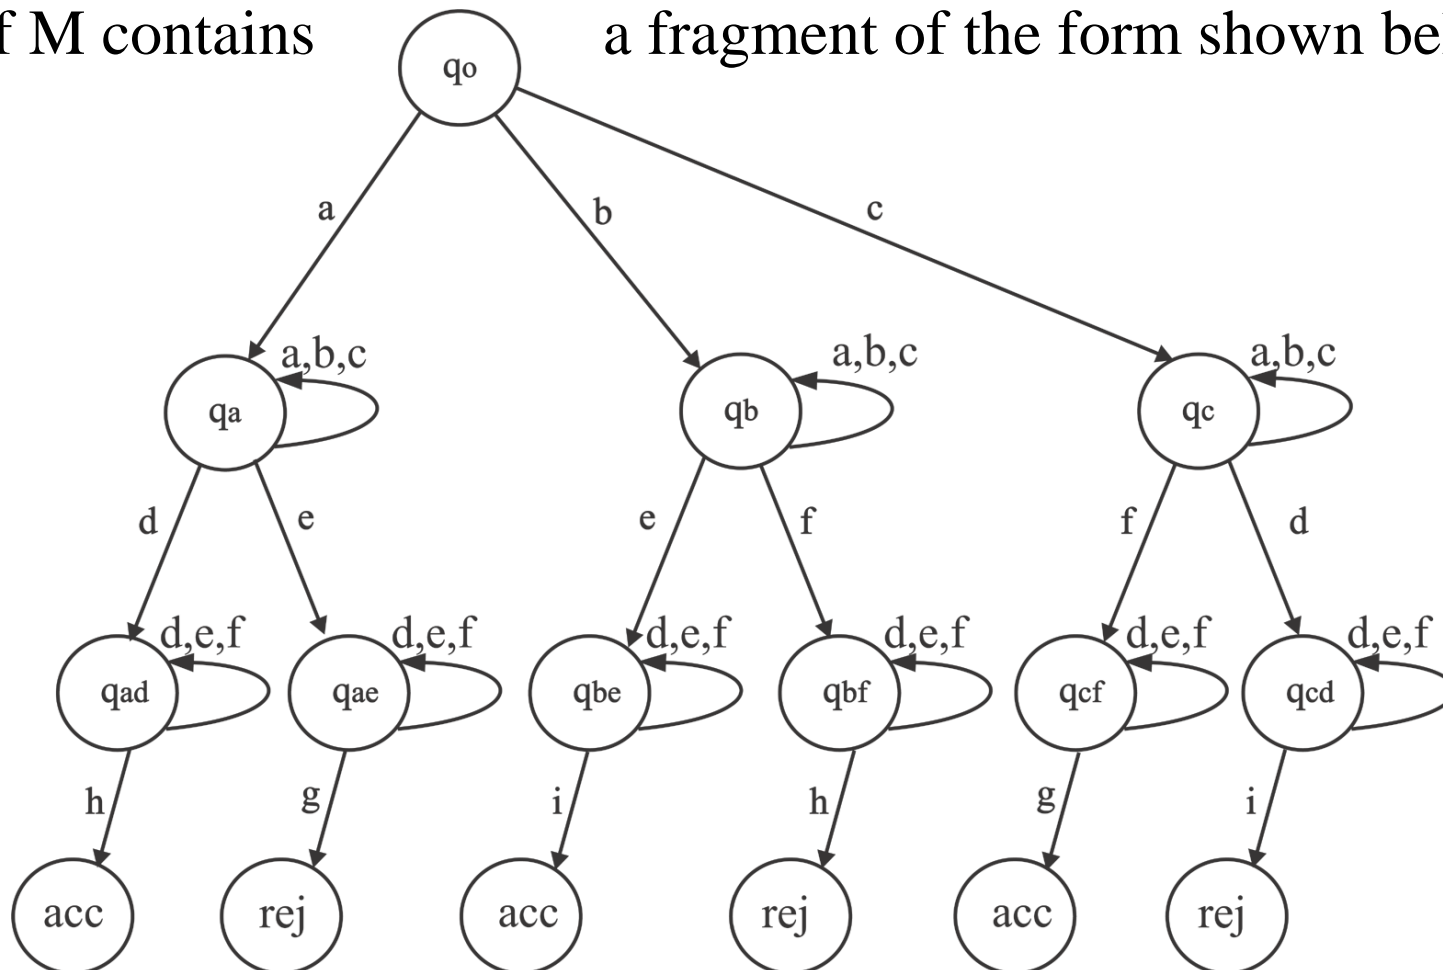 f M contains a fragment of the form shown be
qo
a b c
a,b,c a,b,c a,b,c
qa qb qc
d e e f f d
d,e,f d,e,f d,e,f d,e,f d,e,f d,e,f
qad qae qbe qbf qcf qcd
h g i h g i
acc rej acc rej acc rej